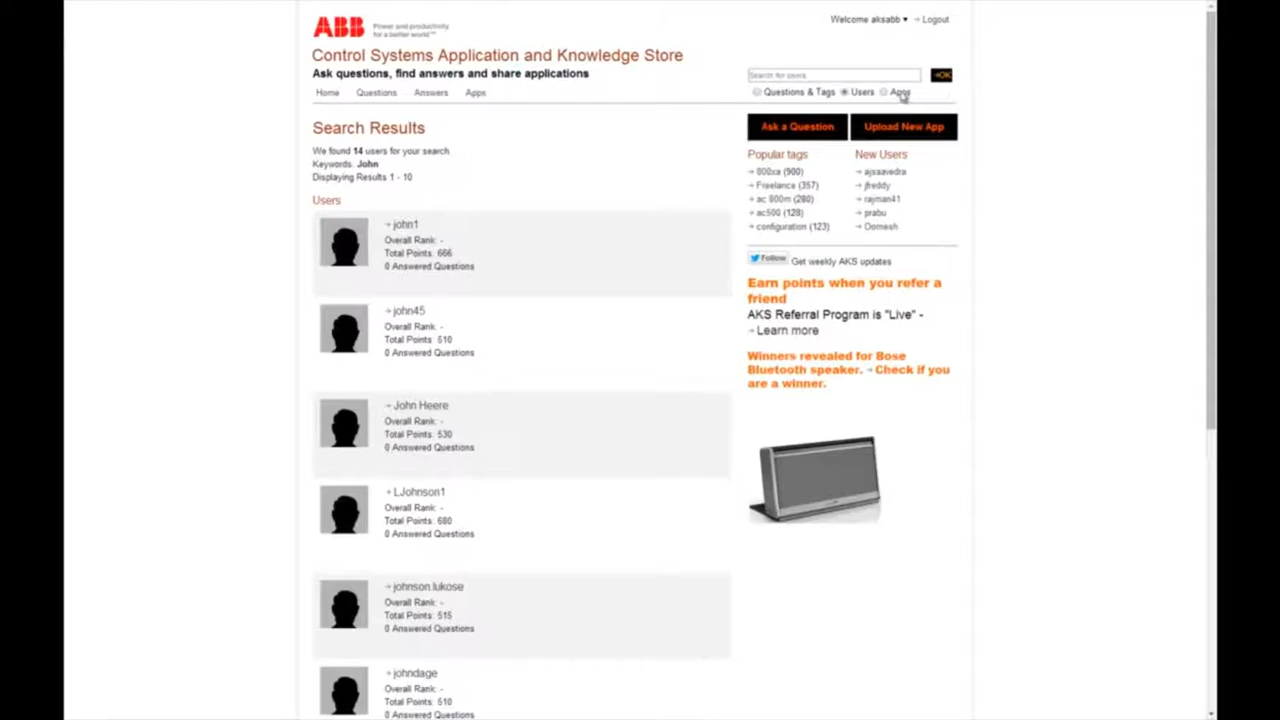 ABB
Power and productivity
for a better world™
Welcome aksabb
Logout
Control Systems Application and Knowledge Store
Ask questions, find answers and share applications
Search for users
OK
Home Questions Answers Apps
Questions & Tags Users Apps
Search Results
We found 14 users for your search
Keywords: John
Displaying Results 1 - 10
Users
john1
Overall Rank: -
Total Points: 666
0 Answered Questions
john45
Overall Rank: -
Total Points: 510
0 Answered Questions
John Heere
Overall Rank: -
Total Points: 530
0 Answered Questions
LJohnson1
Overall Rank: -
Total Points: 680
0 Answered Questions
johnson.lukose
Overall Rank: -
Total Points: 515
0 Answered Questions
johndage
Overall Rank: -
Total Points: 510
0 Answered Questions
Ask a Question
Upload New App
Popular tags
800xa (900)
Freelance (357)
ac 800m (280)
ac500 (128)
configuration (123)
New Users
ajsaavedra
jfreddy
rayman41
prabu
Oomesh
Follow
Get weekly AKS updates
Earn points when you refer a
friend
AKS Referral Program is "Live" -
Learn more
Winners revealed for Bose
Bluetooth speaker. Check if you
are a winner.